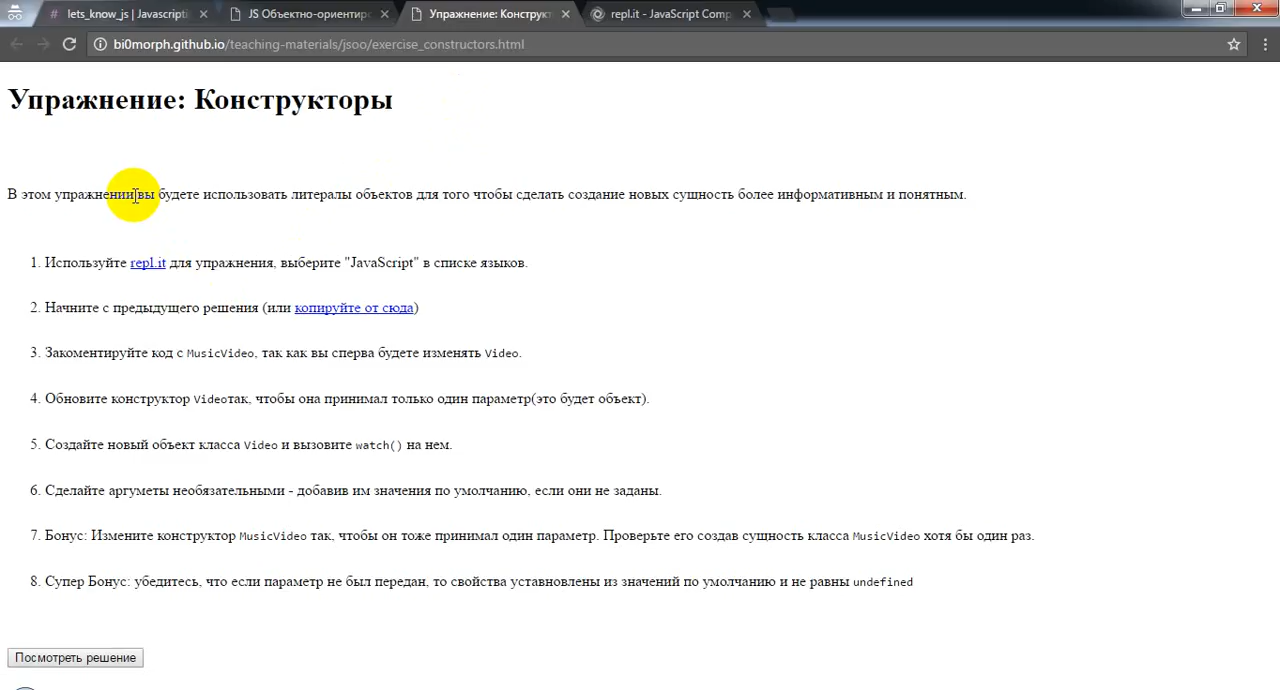 lets_know_js | Javascripti
JS Объектно-ориентир
Упражнение: Конструкт
repl.it - JavaScript Comp
bi0morph.github.io/teaching-materials/jsoo/exercise_constructors.html
Упражнение: Конструкторы
В этом упражнении вы будете использовать литералы объектов для того чтобы сделать создание новых сущность более информативным и понятным.
1. Используйте repl.it для упражнения, выберите "JavaScript" в списке языков.
2. Начните с предыдущего решения (или копируйте от сюда)
3. Закоментируйте код с MusicVideo, так как вы сперва будете изменять Video.
4. Обновите конструктор Videoтак, чтобы она принимал только один параметр(это будет объект).
5. Создайте новый объект класса Video и вызовите watch() на нем.
6. Сделайте аргуметы необязательными - добавив им значения по умолчанию, если они не заданы.
7. Бонус: Измените конструктор MusicVideo так, чтобы он тоже принимал один параметр. Проверьте его создав сущность класса MusicVideo хотя бы один раз.
8. Супер Бонус: убедитесь, что если параметр не был передан, то свойства уставновлены из значений по умолчанию и не равны undefined
Посмотреть решение